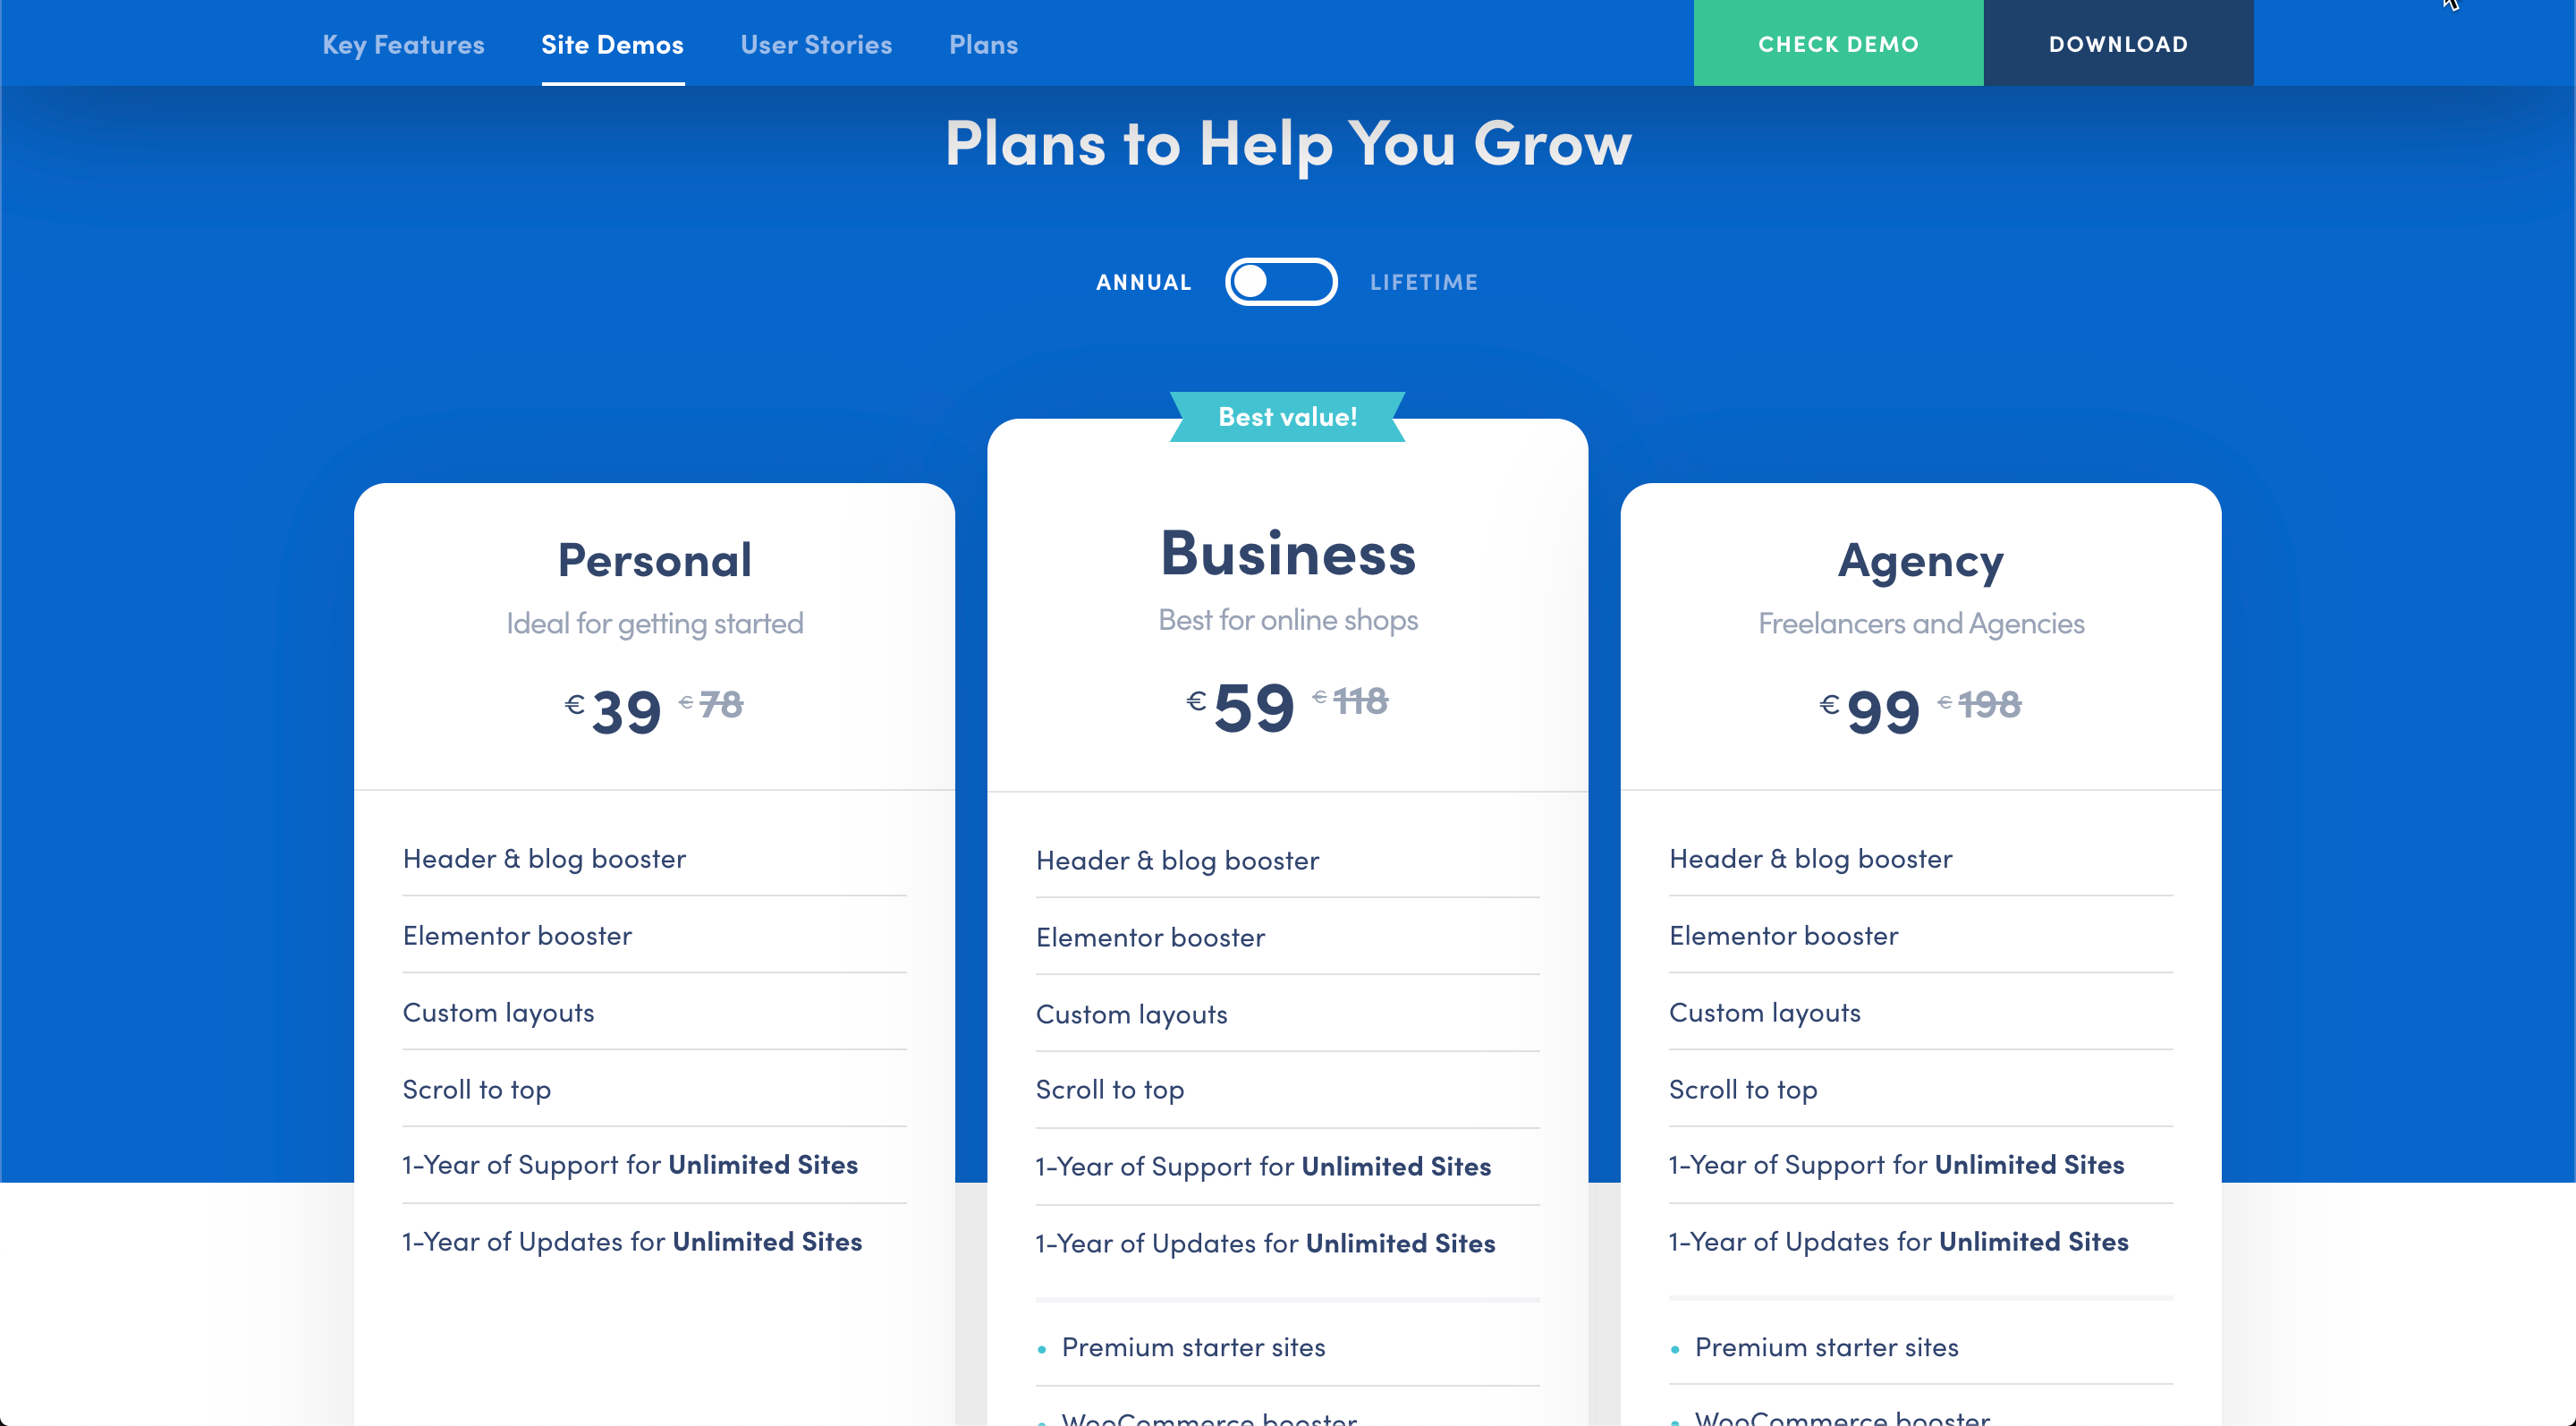 Key Features Site Demos User Stories Plans CHECK DEMO DOWNLOAD
Plans to Help You Grow
ANNUAL LIFETIME
Best value!
Personal
Ideal for getting started
€ 39 € 78
Header & blog booster
Elementor booster
Custom layouts
Scroll to top
1-Year of Support for Unlimited Sites
1-Year of Updates for Unlimited Sites
Business
Best for online shops
€ 59 € 118
Header & blog booster
Elementor booster
Custom layouts
Scroll to top
1-Year of Support for Unlimited Sites
1-Year of Updates for Unlimited Sites
• Premium starter sites
• WooCommerce booster
Agency
Freelancers and Agencies
€ 99 € 198
Header & blog booster
Elementor booster
Custom layouts
Scroll to top
1-Year of Support for Unlimited Sites
1-Year of Updates for Unlimited Sites
• Premium starter sites
• WooCommerce booster